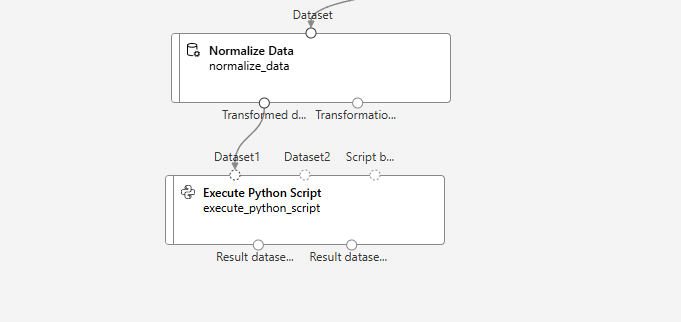 Dataset
Normalize Data
normalize_data
Transformed d... Transformatio...
Dataset1 Dataset2 Script b...
Execute Python Script
execute_python_script
Result datase... Result datase...